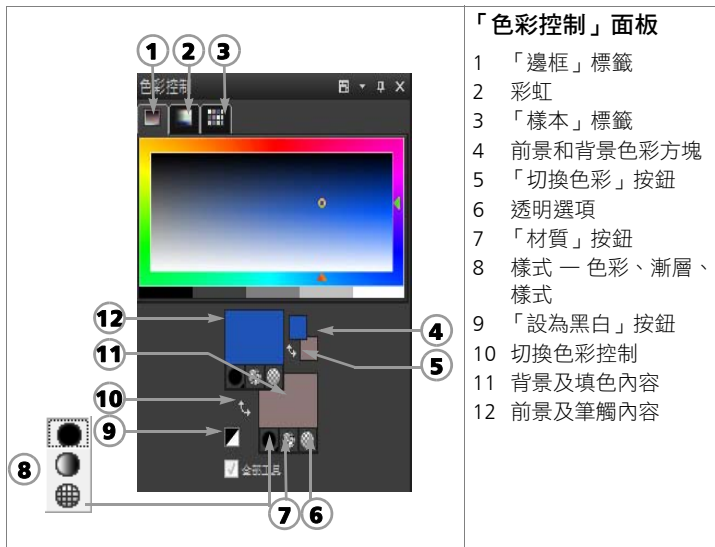 1 2 3
色彩控制
12
11
4
5
10
9
8
全部工具
7 6
「色彩控制」面板
1 「邊框」標籤
2 彩虹
3 「樣本」標籤
4 前景和背景色彩方塊
5 「切換色彩」按鈕
6 透明選項
7 「材質」按鈕
8 樣式 — 色彩、漸層、
樣式
9 「設為黑白」按鈕
10 切換色彩控制
11 背景及填色內容
12 前景及筆觸內容